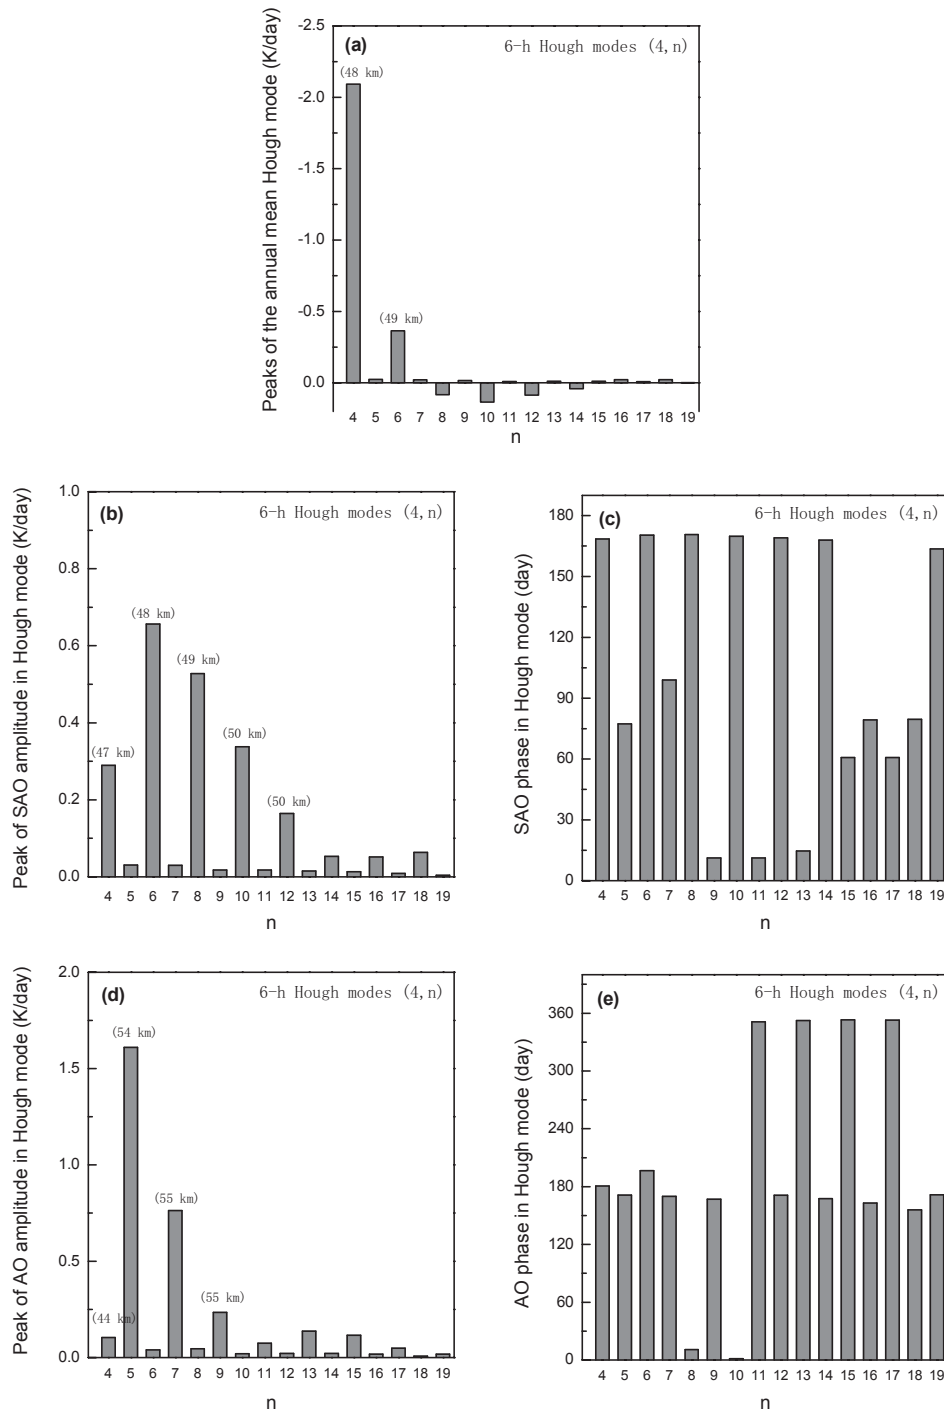 (a)
6-h Hough modes (4,n)
Peaks of the annual mean Hough mode (K/day)
-2.5
-2.0
-1.5
-1.0
-0.5
0.0
(48 km)
(49 km)
4 5 6 7 8 9 10 11 12 13 14 15 16 17 18 19
n
(b)
6-h Hough modes (4,n)
Peak of SAO amplitude in Hough mode (K/day)
1.0
0.8
0.6
0.4
0.2
0.0
(47 km)
(48 km)
(49 km)
(50 km)
(50 km)
4 5 6 7 8 9 10 11 12 13 14 15 16 17 18 19
n
(c)
6-h Hough modes (4,n)
SAO phase in Hough mode (day)
180
150
120
90
60
30
0
4 5 6 7 8 9 10 11 12 13 14 15 16 17 18 19
n
(d)
6-h Hough modes (4,n)
Peak of AO amplitude in Hough mode (K/day)
2.0
1.5
1.0
0.5
0.0
(44 km)
(54 km)
(55 km)
(55 km)
4 5 6 7 8 9 10 11 12 13 14 15 16 17 18 19
n
(e)
6-h Hough modes (4,n)
AO phase in Hough mode (day)
360
300
240
180
120
60
0
4 5 6 7 8 9 10 11 12 13 14 15 16 17 18 19
n